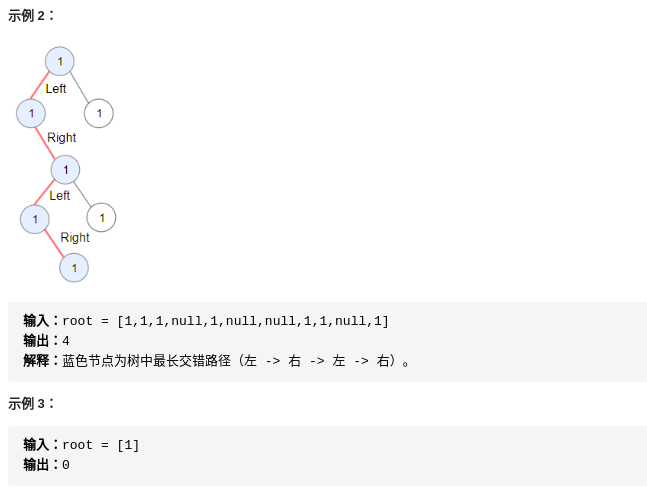 示例 2：
1
Left
1
1
Right
1
Left
1
1
Right
1
输入：root = [1,1,1,null,1,null,null,1,1,null,1]
输出：4
解释：蓝色节点为树中最长交错路径（左 -> 右 -> 左 -> 右）。
示例 3：
输入：root = [1]
输出：0